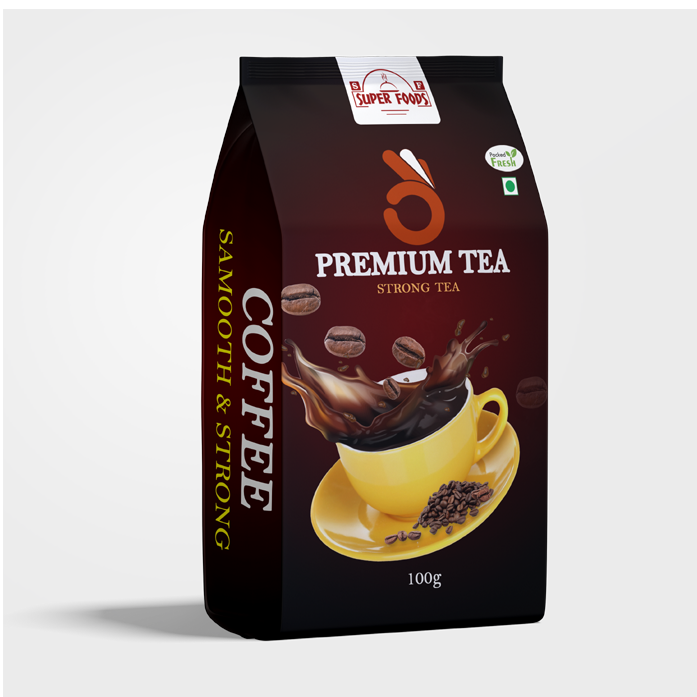 S F
SUPER FOODS
Packed
FRESH
PREMIUM TEA
STRONG TEA
100g
COFFEE
SAMOOTH & STRONG